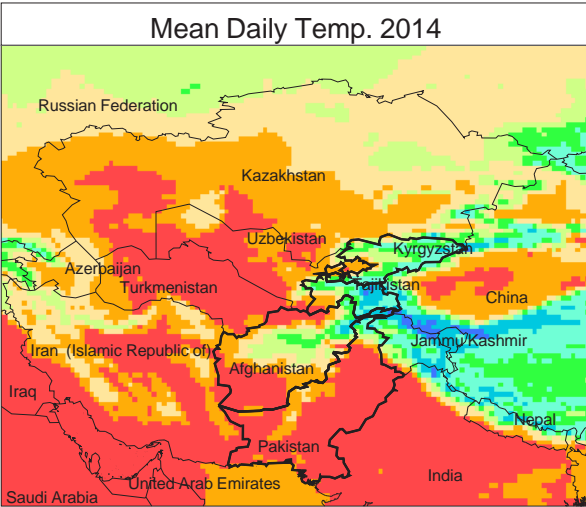 Mean Daily Temp. 2014
Russian Federation
Kazakhstan
Uzbekistan
Kyrgyzstan
Azerbaijan
Turkmenistan
Tajikistan
China
Iran (Islamic Republic of)
Jammu/Kashmir
Afghanistan
Iraq
Nepal
Pakistan
India
United Arab Emirates
Saudi Arabia